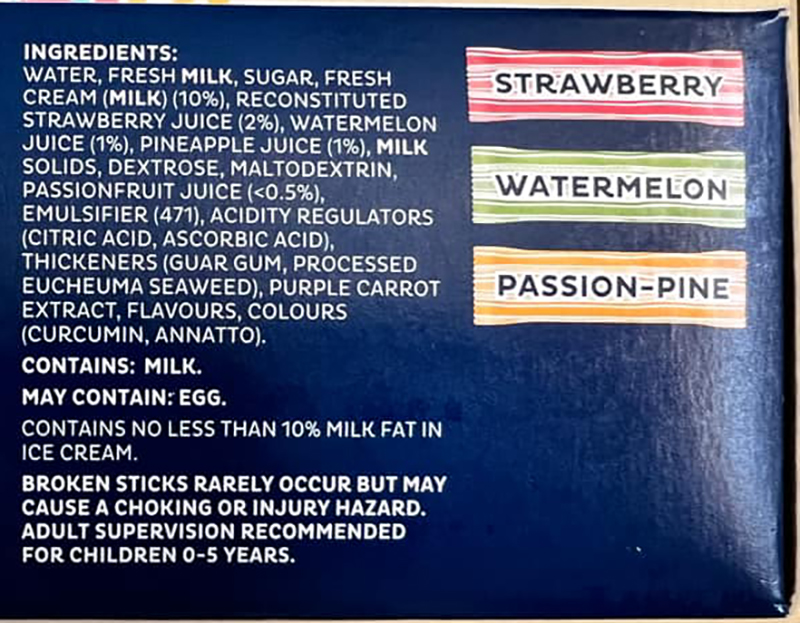 INGREDIENTS:
WATER, FRESH MILK, SUGAR, FRESH
CREAM (MILK) (10%), RECONSTITUTED
STRAWBERRY JUICE (2%), WATERMELON
JUICE (1%), PINEAPPLE JUICE (1%), MILK
SOLIDS, DEXTROSE, MALTODEXTRIN,
PASSIONFRUIT JUICE (<0.5%),
EMULSIFIER (471), ACIDITY REGULATORS
(CITRIC ACID, ASCORBIC ACID),
THICKENERS (GUAR GUM, PROCESSED
EUCHEUMA SEAWEED), PURPLE CARROT
EXTRACT, FLAVOURS, COLOURS
(CURCUMIN, ANNATTO).
CONTAINS: MILK.
MAY CONTAIN: EGG.
CONTAINS NO LESS THAN 10% MILK FAT IN
ICE CREAM.
BROKEN STICKS RARELY OCCUR BUT MAY
CAUSE A CHOKING OR INJURY HAZARD.
ADULT SUPERVISION RECOMMENDED
FOR CHILDREN 0-5 YEARS.
STRAWBERRY
WATERMELON
PASSION-PINE